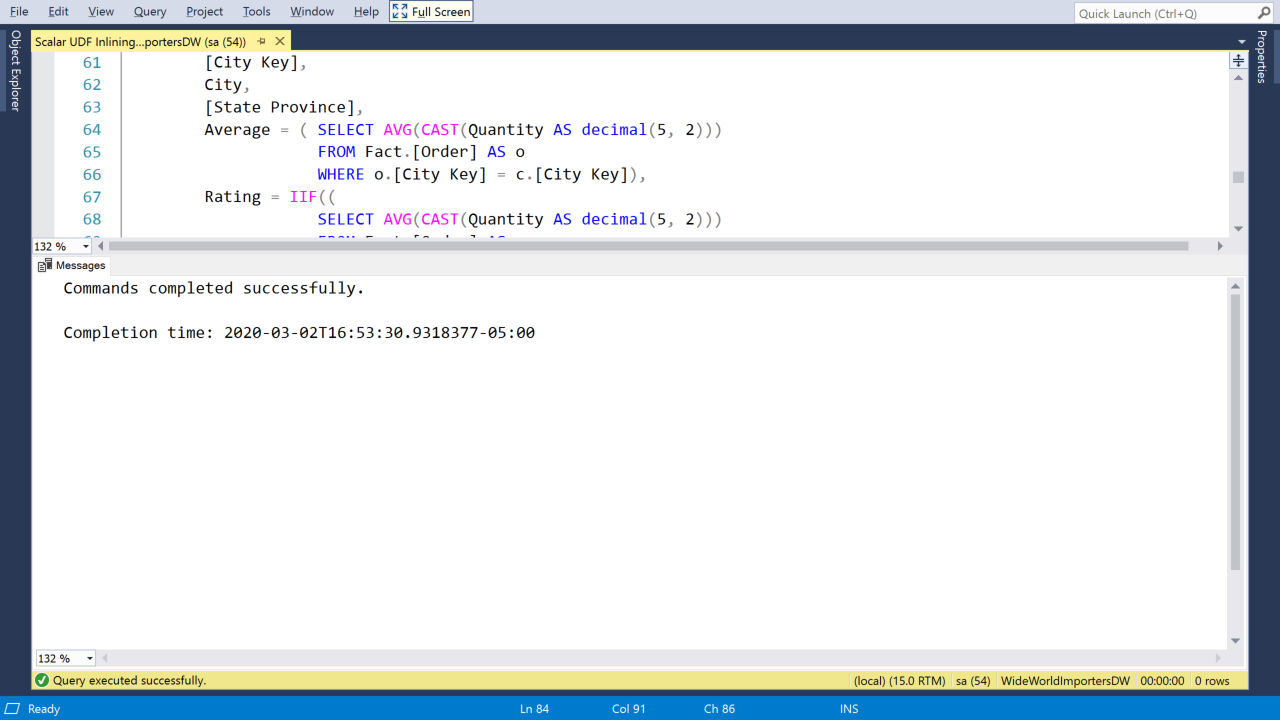 File Edit View Query Project Tools Window Help Full Screen
Quick Launch (Ctrl+Q)
Object Explorer
Scalar UDF Inlining...portersDW (sa (54))
Properties
61 [City Key],
62 City,
63 [State Province],
64 Average = ( SELECT AVG(CAST(Quantity AS decimal(5, 2)))
65 FROM Fact.[Order] AS o
66 WHERE o.[City Key] = c.[City Key]),
67 Rating = IIF((
68 SELECT AVG(CAST(Quantity AS decimal(5, 2)))
132 %
Messages
Commands completed successfully.
Completion time: 2020-03-02T16:53:30.9318377-05:00
132 %
Query executed successfully.
(local) (15.0 RTM) sa (54) WideWorldImportersDW 00:00:00 0 rows
Ready Ln 84 Col 91 Ch 86 INS